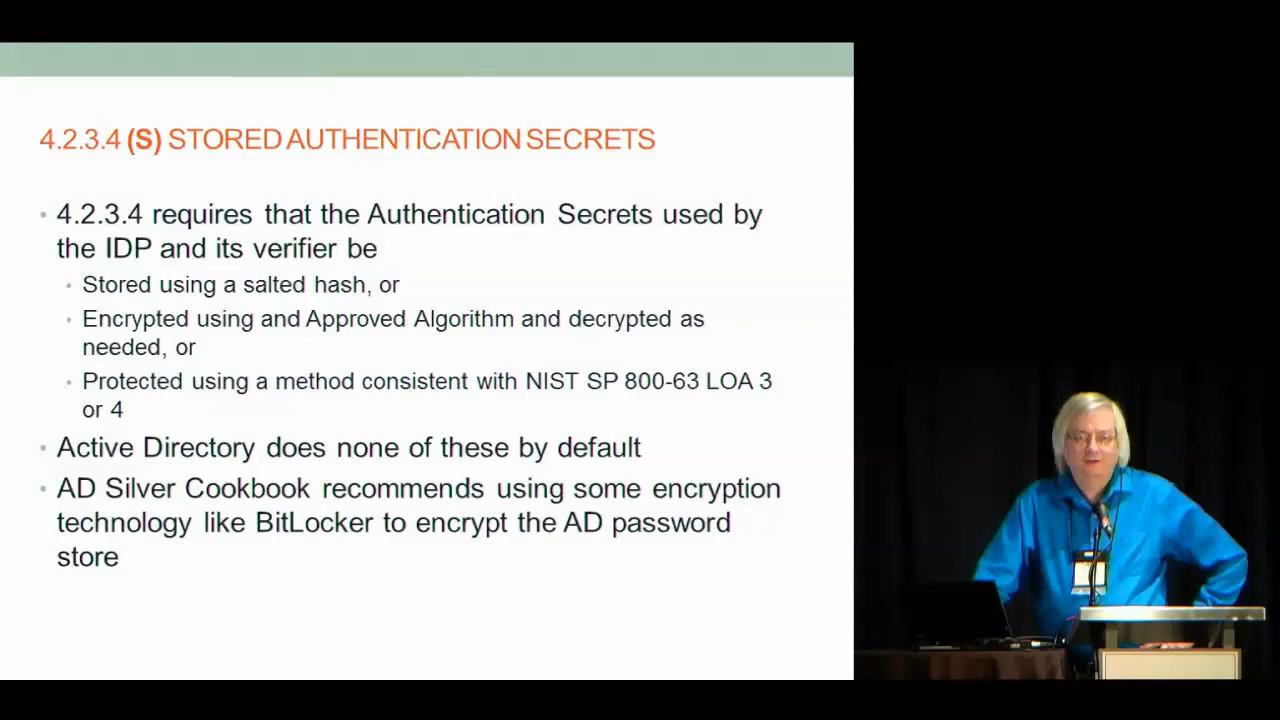 4.2.3.4 (S) STORED AUTHENTICATION SECRETS
• 4.2.3.4 requires that the Authentication Secrets used by
the IDP and its verifier be
• Stored using a salted hash, or
• Encrypted using and Approved Algorithm and decrypted as
needed, or
• Protected using a method consistent with NIST SP 800-63 LOA 3
or 4
• Active Directory does none of these by default
• AD Silver Cookbook recommends using some encryption
technology like BitLocker to encrypt the AD password
store